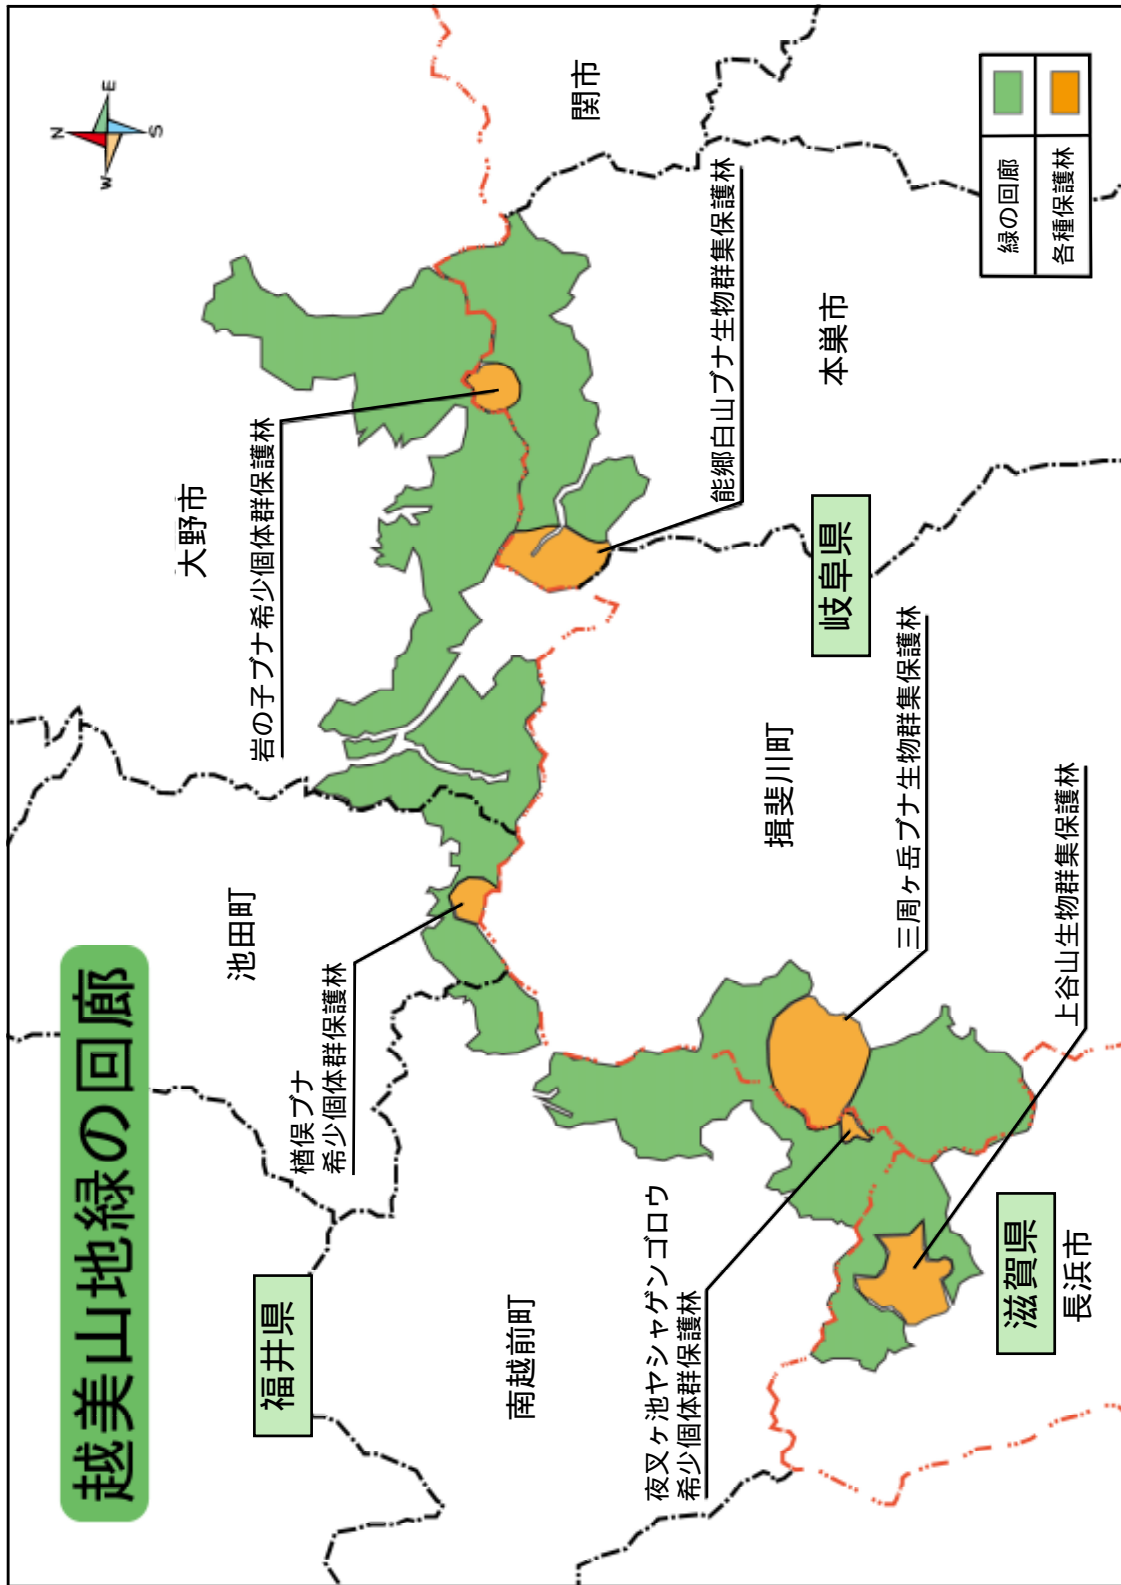 越美山地緑の回廊
N
E
S
W
福井県
池田町
大野市
関市
楢俣ブナ
希少個体群保護林
岩の子ブナ希少個体群保護林
南越前町
夜叉ヶ池ヤシャゲンゴロウ
希少個体群保護林
能郷白山ブナ生物群集保護林
本巣市
岐阜県
揖斐川町
三周ヶ岳ブナ生物群集保護林
上谷山生物群集保護林
滋賀県
長浜市
緑の回廊
各種保護林